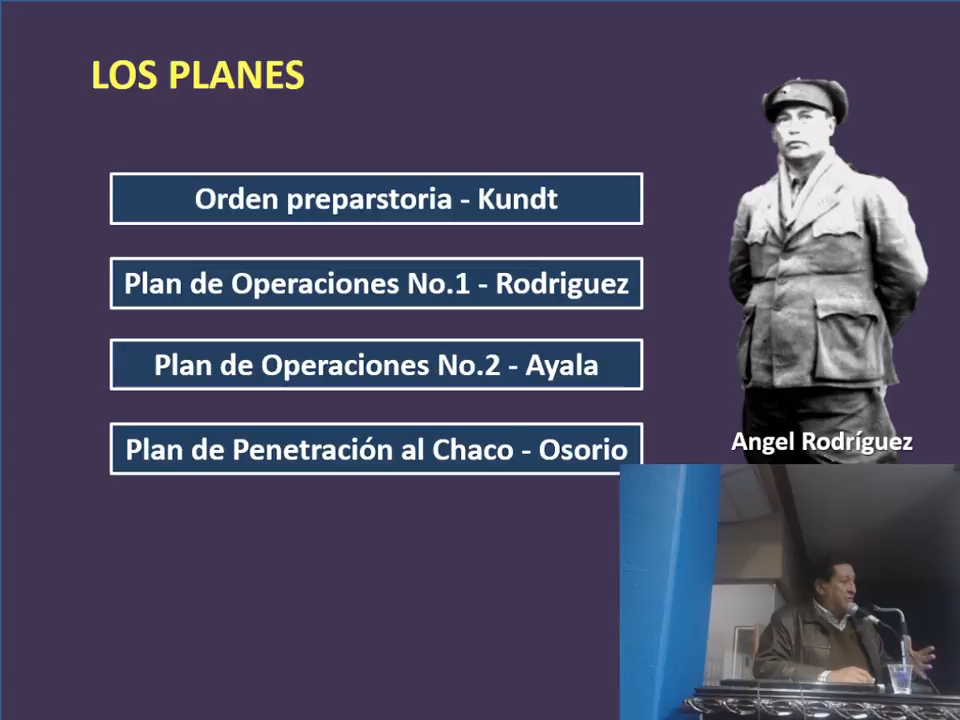 LOS PLANES
Orden preparstoria - Kundt
Plan de Operaciones No.1 - Rodriguez
Plan de Operaciones No.2 - Ayala
Plan de Penetración al Chaco - Osorio
Angel Rodríguez